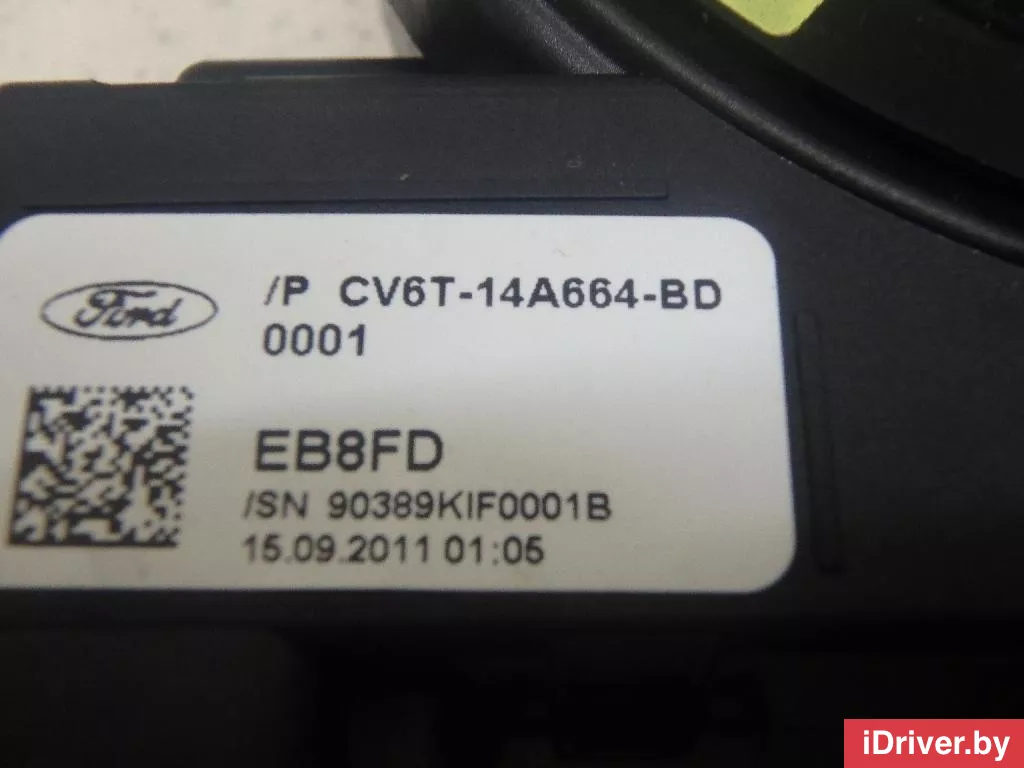 Ford
/P CV6T-14A664-BD
0001
EB8FD
/SN 90389KIF0001B
15.09.2011 01:05
iDriver.by